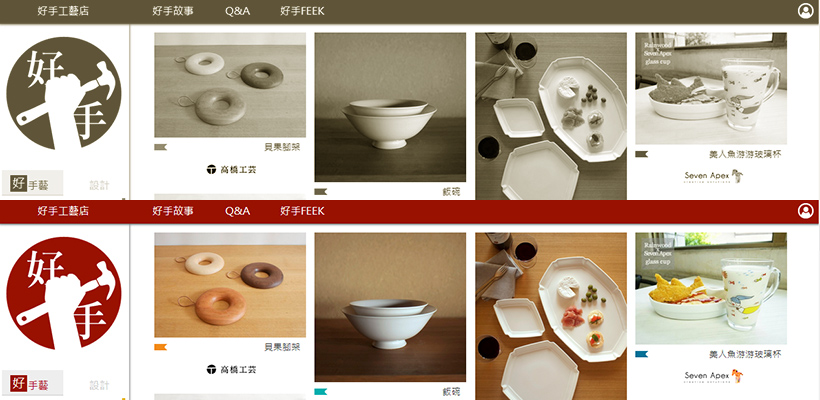 好手工藝店 好手故事 Q&A 好手FEEK
好手
Rainwood
Seven Apex
glass cup
貝果腳架
美人魚游游玻璃杯
高橋工芸
Seven Apex
好手藝 設計
飯碗
好手工藝店 好手故事 Q&A 好手FEEK
好手
Rainwood
Seven Apex
glass cup
貝果腳架
美人魚游游玻璃杯
高橋工芸
Seven Apex
好手藝 設計
飯碗